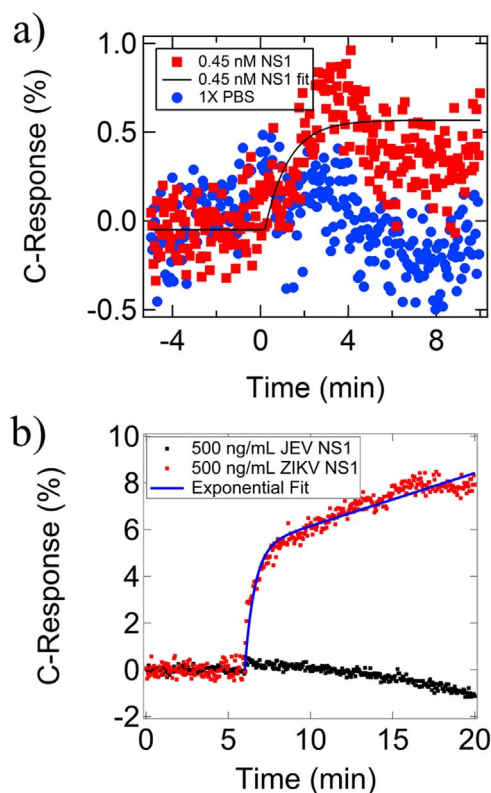 a)
1.0
0.5
0.0
-0.5
C-Response (%)
0.45 nM NS1
0.45 nM NS1 fit
1X PBS
-4 0 4 8
Time (min)
b)
10
8
6
4
2
0
-2
C-Response (%)
500 ng/mL JEV NS1
500 ng/mL ZIKV NS1
Exponential Fit
0 5 10 15 20
Time (min)